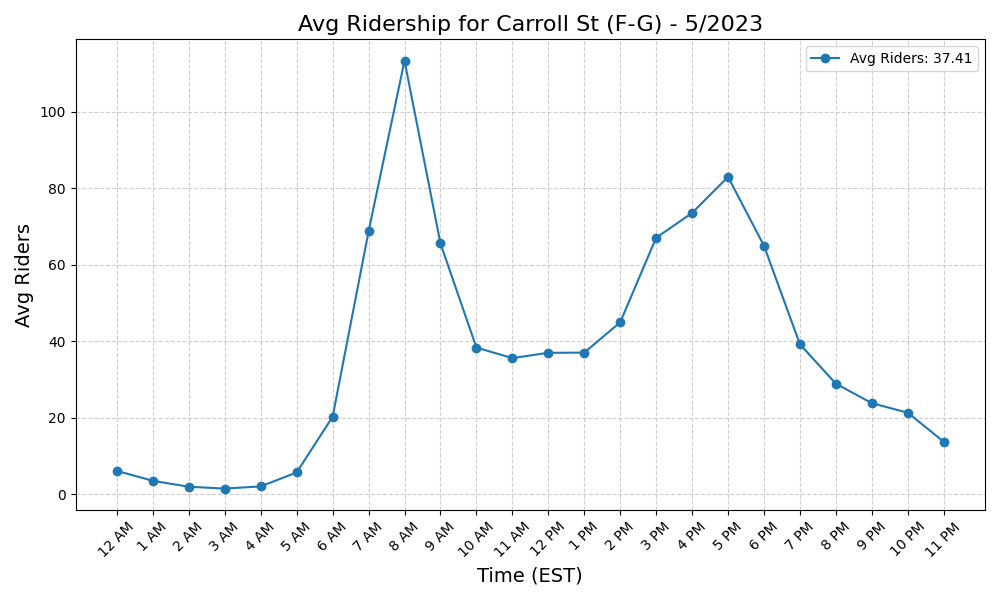 Avg Ridership for Carroll St (F-G) - 5/2023
Avg Riders: 37.41
Avg Riders
100
80
60
40
20
0
12 AM
1 AM
2 AM
3 AM
4 AM
5 AM
6 AM
7 AM
8 AM
9 AM
10 AM
11 AM
12 PM
1 PM
2 PM
3 PM
4 PM
5 PM
6 PM
7 PM
8 PM
9 PM
10 PM
11 PM
Time (EST)